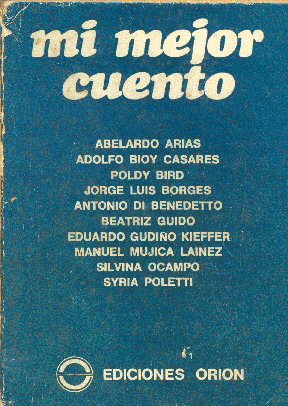 mi mejor
cuento
ABELARDO ARIAS
ADOLFO BIOY CASARES
POLDY BIRD
JORGE LUIS BORGES
ANTONIO DI BENEDETTO
BEATRIZ GUIDO
EDUARDO GUDIÑO KIEFFER
MANUEL MUJICA LAINEZ
SILVINA OCAMPO
SYRIA POLETTI
EDICIONES ORION